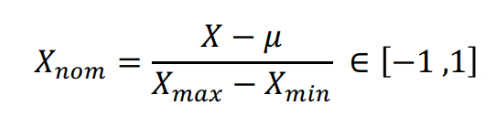 X_nom = (X − μ) / (X_max − X_min) ∈ [−1 ,1]